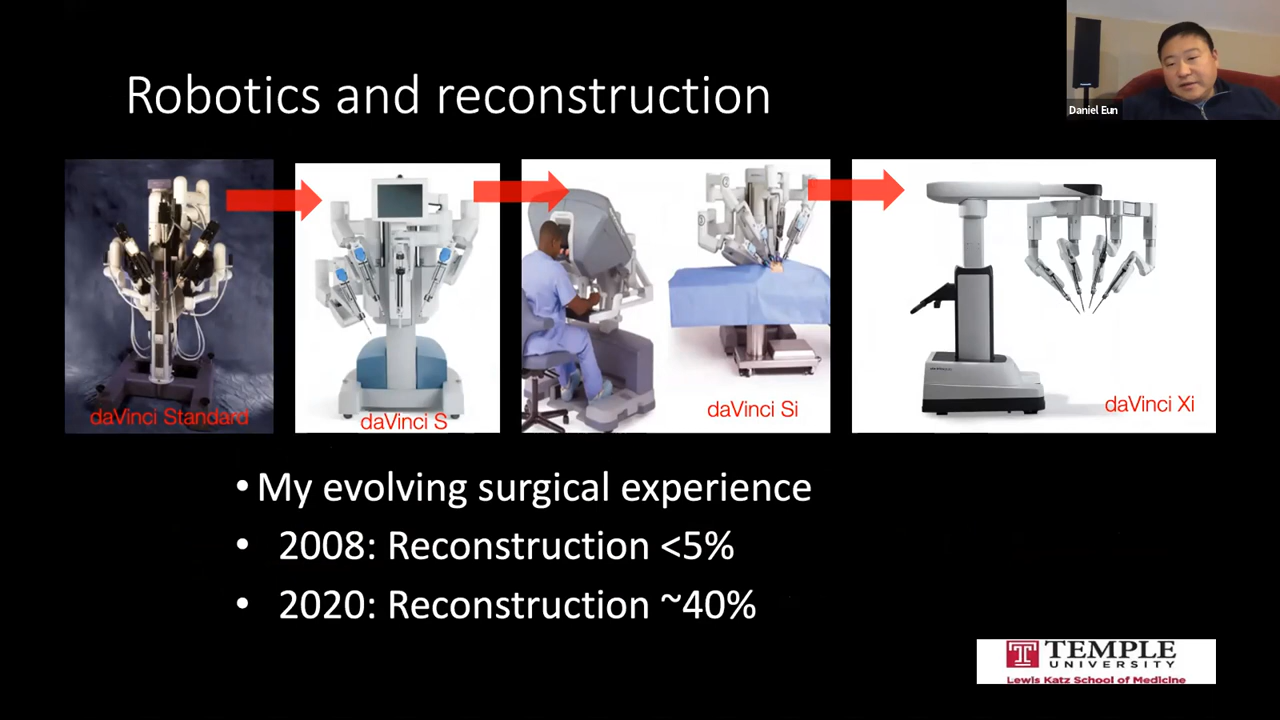 Robotics and reconstruction
Daniel Eun
daVinci Standard
daVinci S
daVinci Si
daVinci Xi
• My evolving surgical experience
• 2008: Reconstruction <5%
• 2020: Reconstruction ~40%
TEMPLE
UNIVERSITY
Lewis Katz School of Medicine